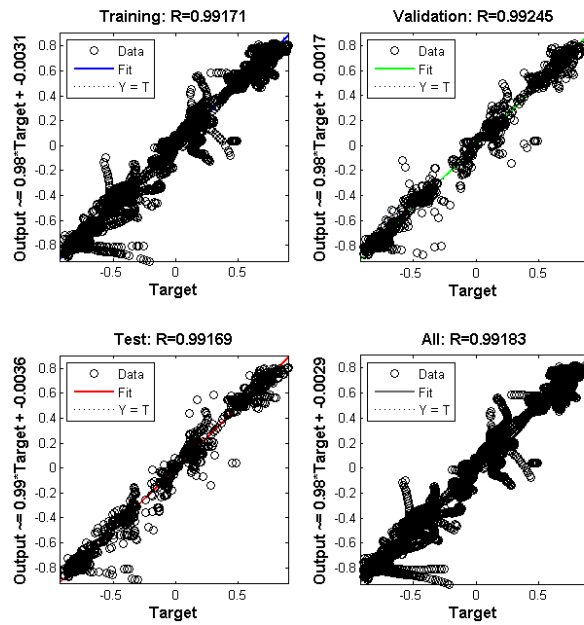 Training: R=0.99171
Output ~= 0.98*Target + -0.0031
0.8
0.6
0.4
0.2
0
-0.2
-0.4
-0.6
-0.8
Data
Fit
Y = T
-0.5
0
0.5
Target
Validation: R=0.99245
Output ~= 0.98*Target + -0.0017
0.8
0.6
0.4
0.2
0
-0.2
-0.4
-0.6
-0.8
Data
Fit
Y = T
-0.5
0
0.5
Target
Test: R=0.99169
Output ~= 0.99*Target + -0.0036
0.8
0.6
0.4
0.2
0
-0.2
-0.4
-0.6
-0.8
Data
Fit
Y = T
-0.5
0
0.5
Target
All: R=0.99183
Output ~= 0.98*Target + -0.0029
0.8
0.6
0.4
0.2
0
-0.2
-0.4
-0.6
-0.8
Data
Fit
Y = T
-0.5
0
0.5
Target